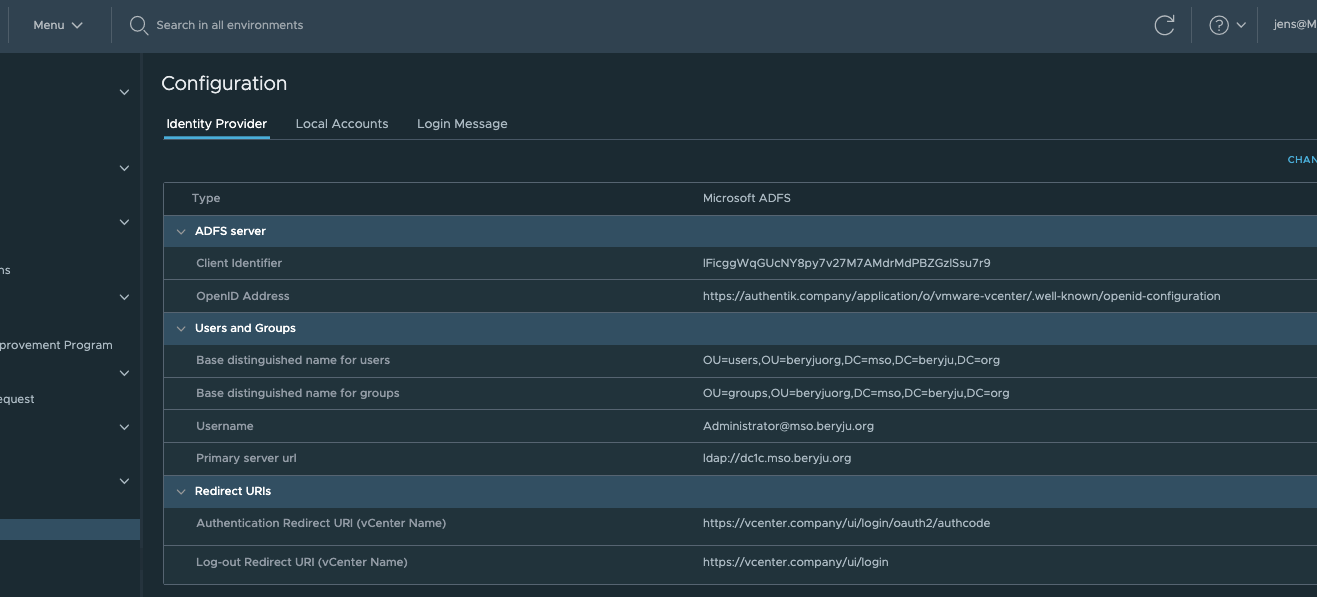 Menu
Search in all environments
jens@M
Configuration
Identity Provider Local Accounts Login Message
CHAN
Type Microsoft ADFS
ADFS server
Client Identifier lFicggWqGUcNY8py7v27M7AMdrMdPBZGzlSsu7r9
ns
OpenID Address https://authentik.company/application/o/vmware-vcenter/.well-known/openid-configuration
Users and Groups
provement Program
Base distinguished name for users OU=users,OU=beryjuorg,DC=mso,DC=beryju,DC=org
Base distinguished name for groups OU=groups,OU=beryjuorg,DC=mso,DC=beryju,DC=org
equest
Username Administrator@mso.beryju.org
Primary server url ldap://dc1c.mso.beryju.org
Redirect URIs
Authentication Redirect URI (vCenter Name) https://vcenter.company/ui/login/oauth2/authcode
Log-out Redirect URI (vCenter Name) https://vcenter.company/ui/login